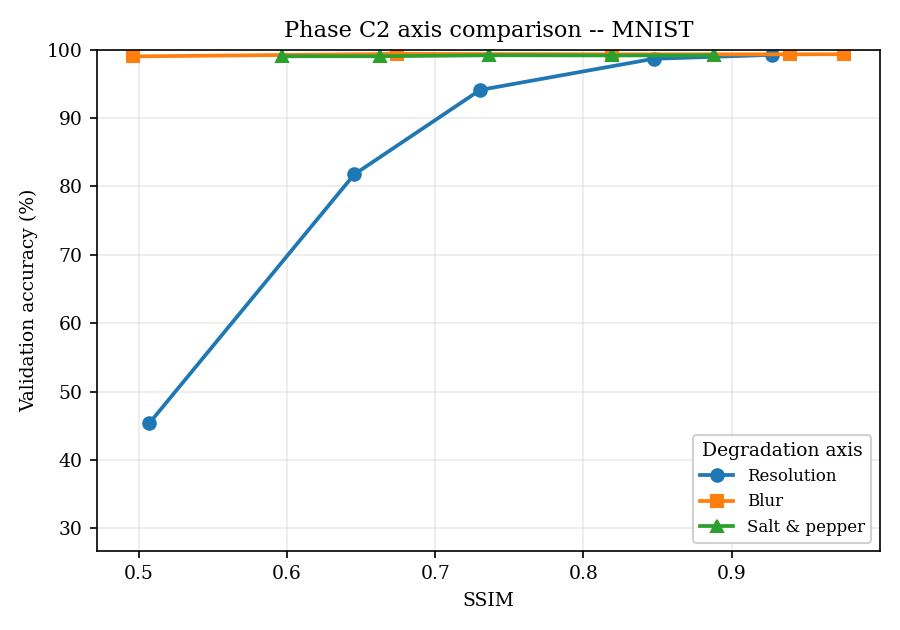 Phase C2 axis comparison -- MNIST
100
90
80
70
60
50
40
30
Validation accuracy (%)
0.5
0.6
0.7
0.8
0.9
SSIM
Degradation axis
Resolution
Blur
Salt & pepper